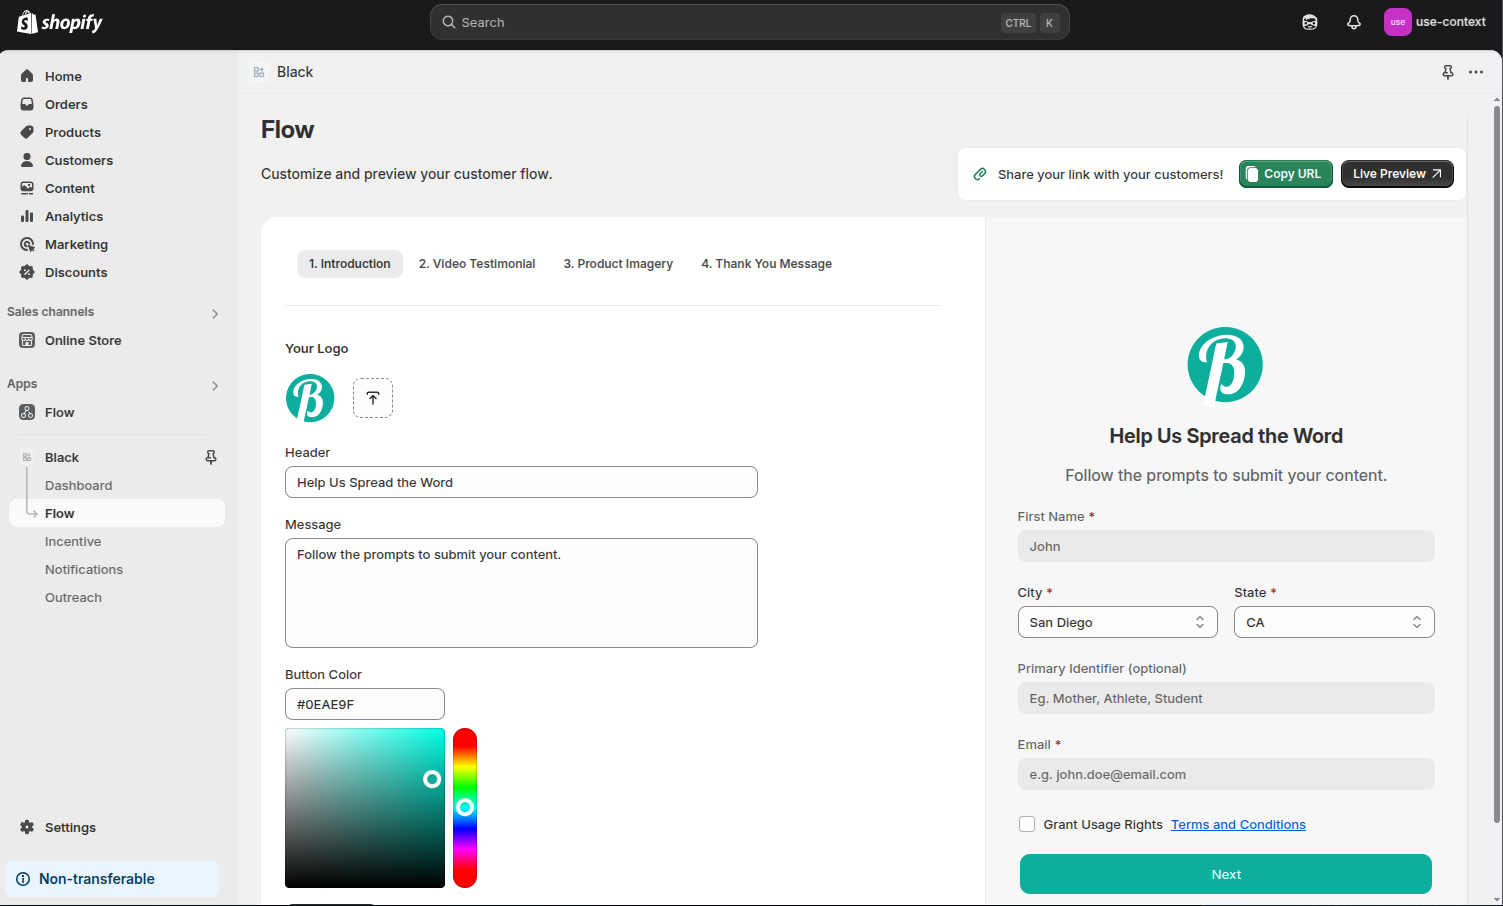 shopify
Search
CTRL K
use
use-context
Home
Orders
Products
Customers
Content
Analytics
Marketing
Discounts
Sales channels
Online Store
Apps
Flow
Black
Dashboard
Flow
Incentive
Notifications
Outreach
Settings
Non-transferable
Black
Flow
Customize and preview your customer flow.
Share your link with your customers!
Copy URL
Live Preview
1. Introduction
2. Video Testimonial
3. Product Imagery
4. Thank You Message
Your Logo
B
Header
Help Us Spread the Word
Message
Follow the prompts to submit your content.
Button Color
#0EAE9F
B
Help Us Spread the Word
Follow the prompts to submit your content.
First Name *
John
City *
State *
San Diego
CA
Primary Identifier (optional)
Eg. Mother, Athlete, Student
Email *
e.g. john.doe@email.com
Grant Usage Rights Terms and Conditions
Next